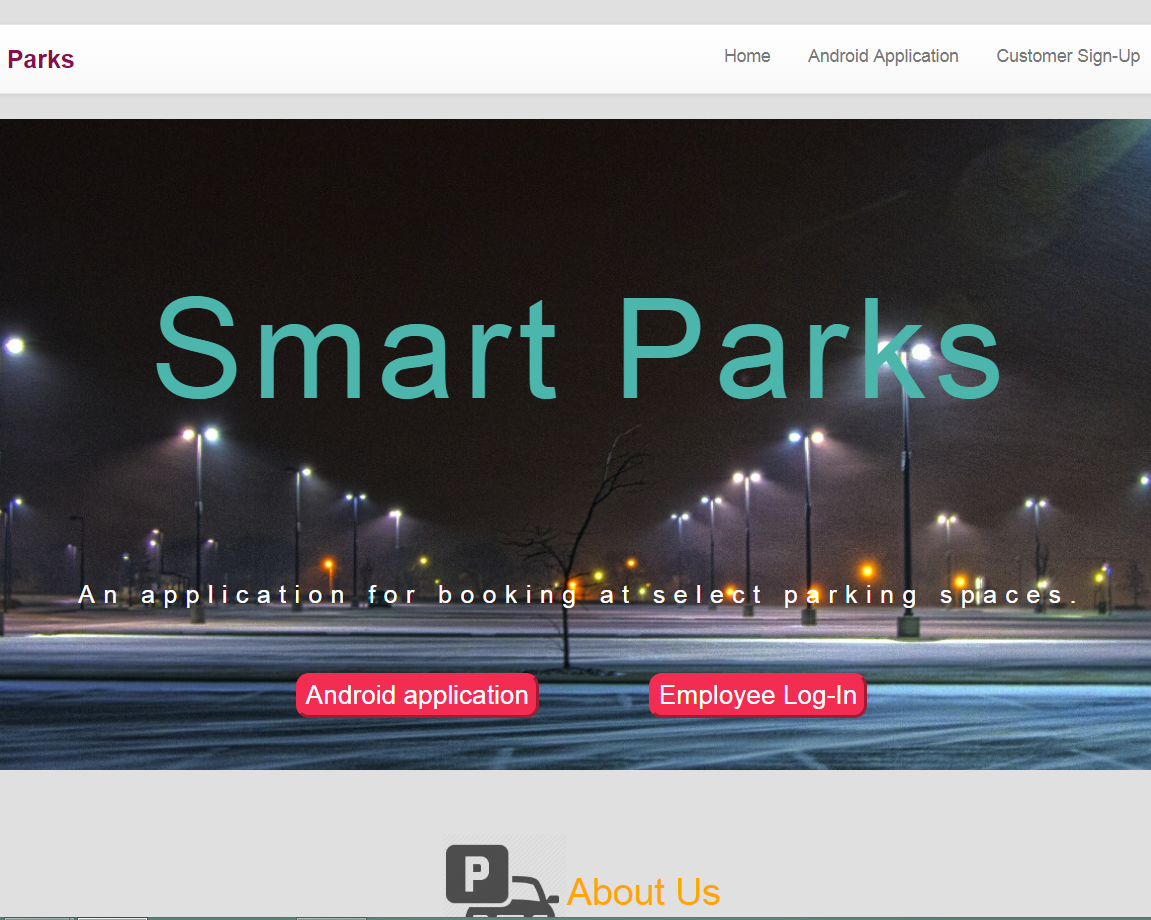 Parks
Home Android Application Customer Sign-Up
Smart Parks
An application for booking at select parking spaces.
Android application
Employee Log-In
P
About Us